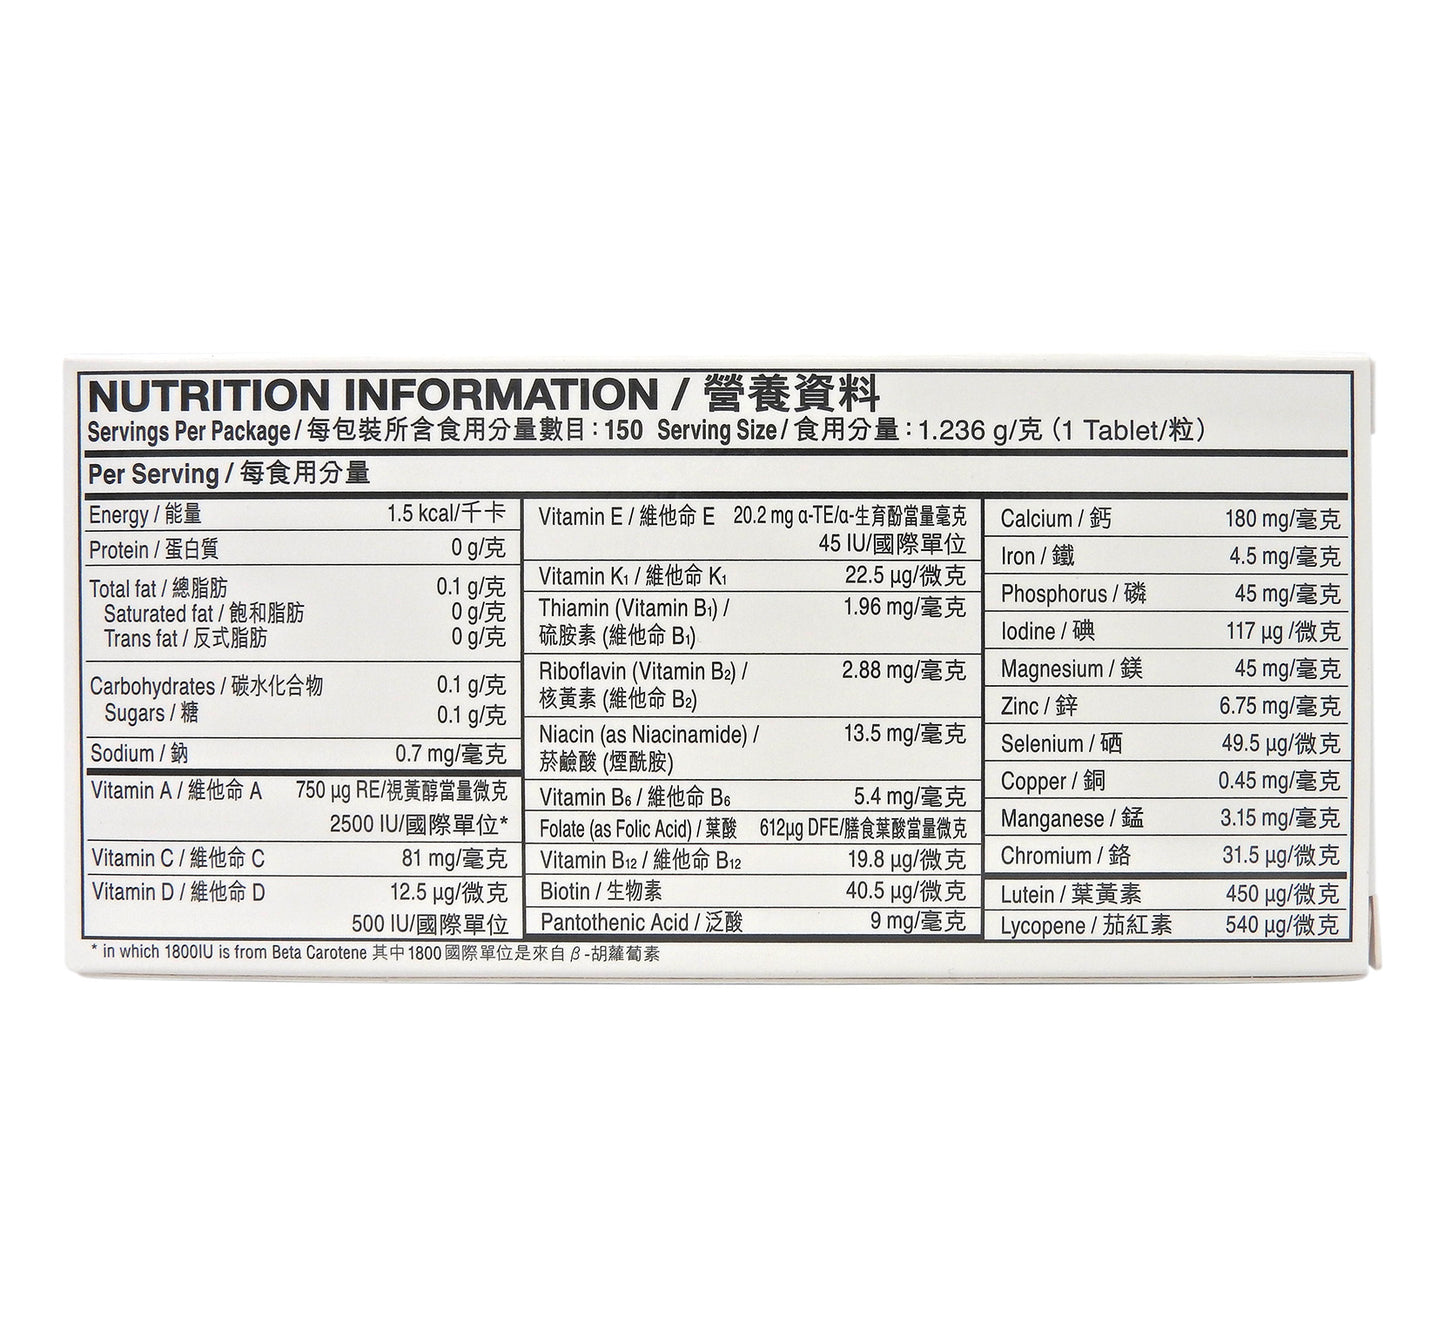 NUTRITION INFORMATION / 營養資料
Servings Per Package / 每包裝所含食用分量數目 : 150 Serving Size / 食用分量 : 1.236 g/克 (1 Tablet/粒)
Per Serving / 每食用分量
Energy / 能量 1.5 kcal/千卡
Protein / 蛋白質 0 g/克
Total fat / 總脂肪 0.1 g/克
Saturated fat / 飽和脂肪 0 g/克
Trans fat / 反式脂肪 0 g/克
Carbohydrates / 碳水化合物 0.1 g/克
Sugars / 糖 0.1 g/克
Sodium / 鈉 0.7 mg/毫克
Vitamin A / 維他命 A 750 µg RE/視黃醇當量微克
2500 IU/國際單位*
Vitamin C / 維他命 C 81 mg/毫克
Vitamin D / 維他命 D 12.5 µg/微克
500 IU/國際單位
Vitamin E / 維他命 E 20.2 mg α-TE/α-生育酚當量毫克
45 IU/國際單位
Vitamin K₁ / 維他命 K₁ 22.5 µg/微克
Thiamin (Vitamin B₁) / 1.96 mg/毫克
硫胺素 (維他命 B₁)
Riboflavin (Vitamin B₂) / 2.88 mg/毫克
核黃素 (維他命 B₂)
Niacin (as Niacinamide) / 13.5 mg/毫克
菸鹼酸 (煙酰胺)
Vitamin B₆ / 維他命 B₆ 5.4 mg/毫克
Folate (as Folic Acid) / 葉酸 612µg DFE/膳食葉酸當量微克
Vitamin B₁₂ / 維他命 B₁₂ 19.8 µg/微克
Biotin / 生物素 40.5 µg/微克
Pantothenic Acid / 泛酸 9 mg/毫克
Calcium / 鈣 180 mg/毫克
Iron / 鐵 4.5 mg/毫克
Phosphorus / 磷 45 mg/毫克
Iodine / 碘 117 µg /微克
Magnesium / 鎂 45 mg/毫克
Zinc / 鋅 6.75 mg/毫克
Selenium / 硒 49.5 µg/微克
Copper / 銅 0.45 mg/毫克
Manganese / 錳 3.15 mg/毫克
Chromium / 鉻 31.5 µg/微克
Lutein / 葉黃素 450 µg/微克
Lycopene / 茄紅素 540 µg/微克
* in which 1800IU is from Beta Carotene 其中1800國際單位是來自β-胡蘿蔔素